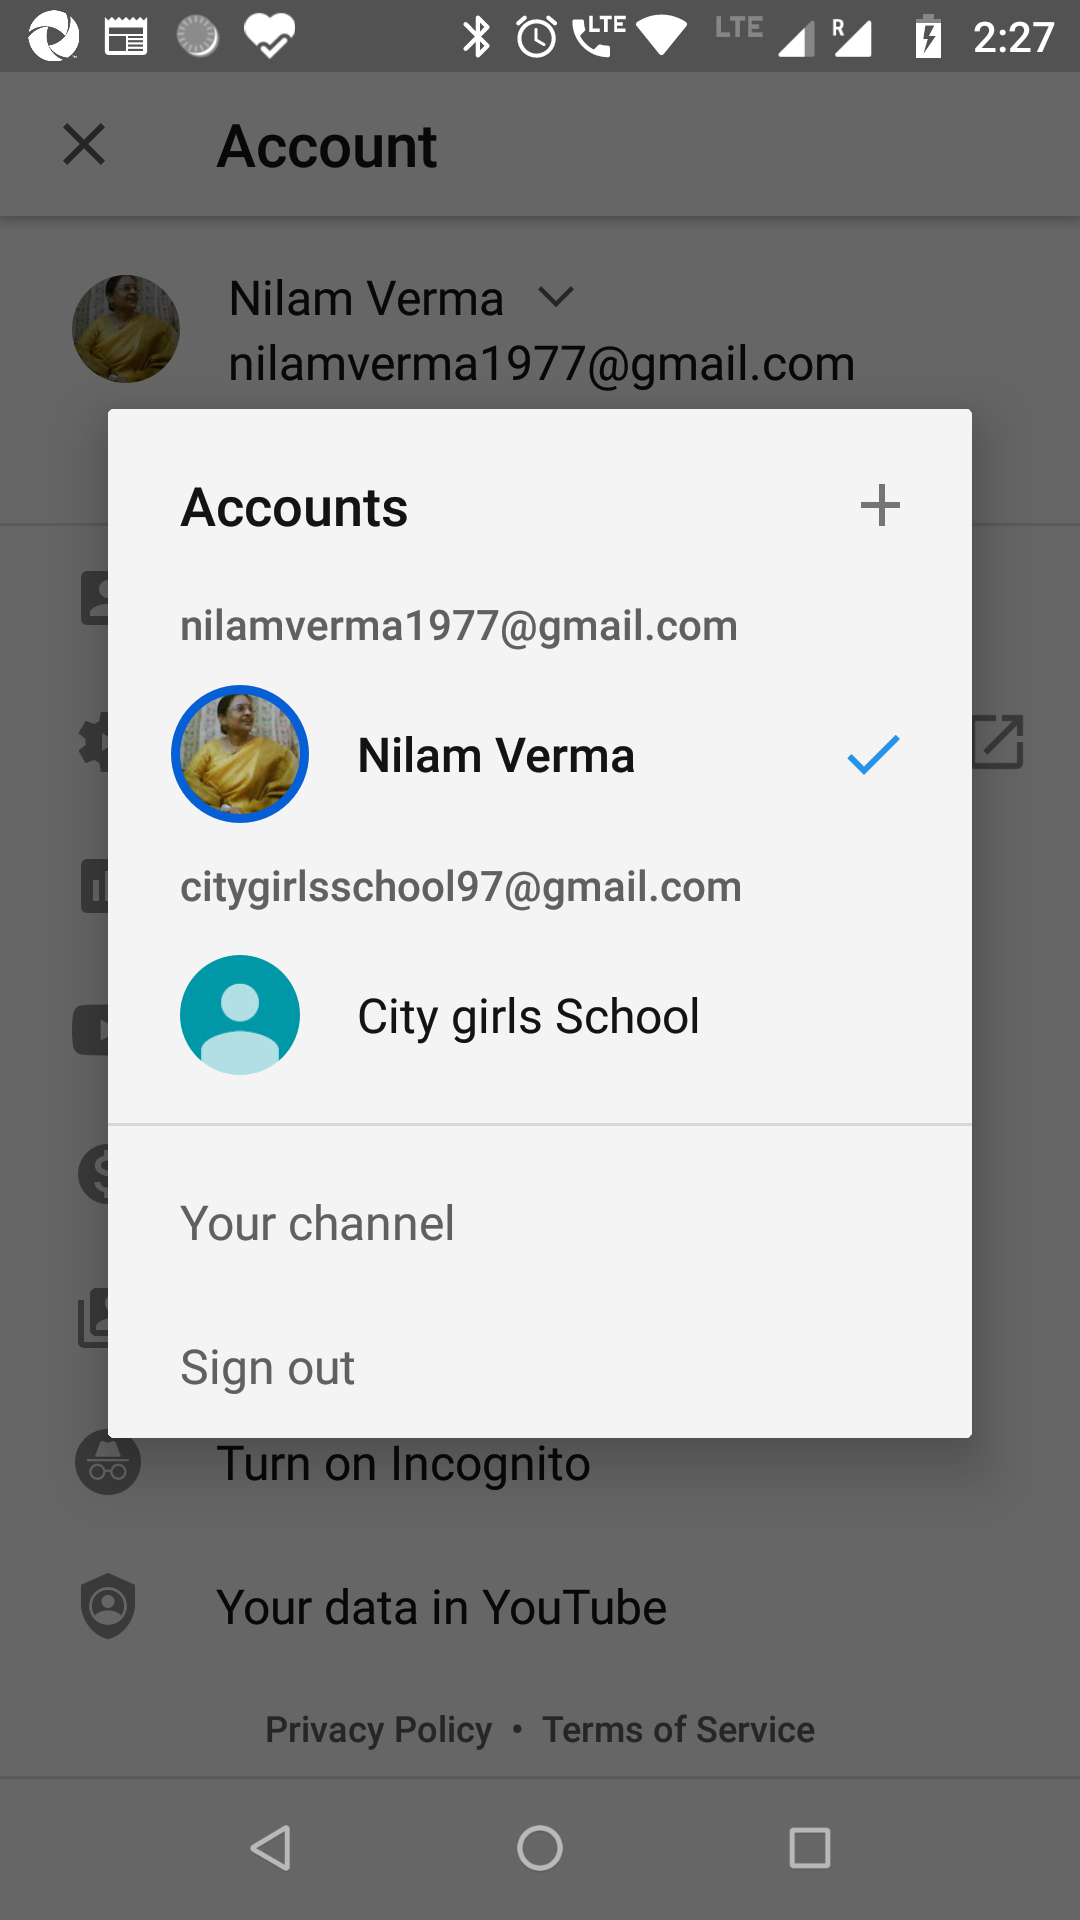 LTE LTE R 2:27
Account
Nilam Verma
nilamverma1977@gmail.com
Accounts
nilamverma1977@gmail.com
Nilam Verma
citygirlsschool97@gmail.com
City girls School
Your channel
Sign out
Turn on Incognito
Your data in YouTube
Privacy Policy • Terms of Service